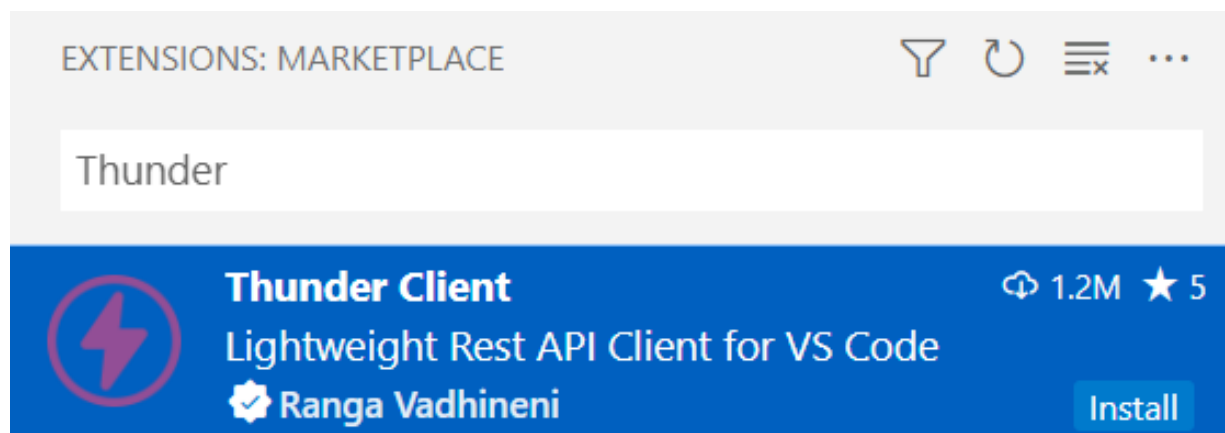 EXTENSIONS: MARKETPLACE
Thunder
Thunder Client 1.2M 5
Lightweight Rest API Client for VS Code
Ranga Vadhineni Install